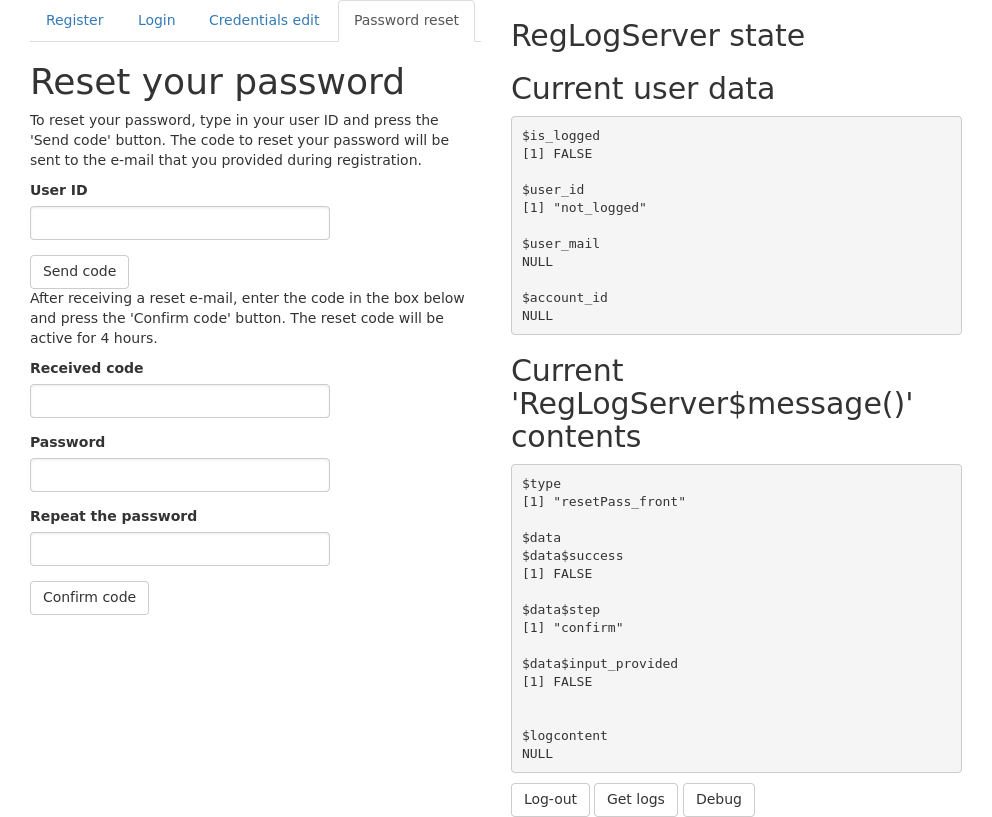 Register Login Credentials edit Password reset
Reset your password
To reset your password, type in your user ID and press the
'Send code' button. The code to reset your password will be
sent to the e-mail that you provided during registration.
User ID
Send code
After receiving a reset e-mail, enter the code in the box below
and press the 'Confirm code' button. The reset code will be
active for 4 hours.
Received code
Password
Repeat the password
Confirm code
RegLogServer state
Current user data
$is_logged
[1] FALSE
$user_id
[1] "not_logged"
$user_mail
NULL
$account_id
NULL
Current
'RegLogServer$message()'
contents
$type
[1] "resetPass_front"
$data
$data$success
[1] FALSE
$data$step
[1] "confirm"
$data$input_provided
[1] FALSE
$logcontent
NULL
Log-out Get logs Debug